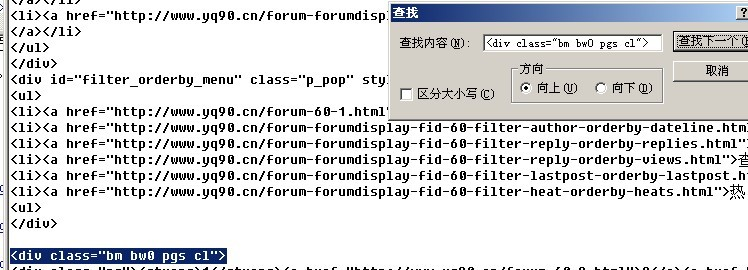 </a></li>
<li><a href="http://www.yq90.cn/forum-forumdispl
</a></li>
</ul>
</div>
<div id="filter_orderby_menu" class="p_pop" styl
<ul>
<li><a href="http://www.yq90.cn/forum-60-1.html"
<li><a href="http://www.yq90.cn/forum-forumdisplay-fid-60-filter-author-orderby-dateline.htm
<li><a href="http://www.yq90.cn/forum-forumdisplay-fid-60-filter-reply-orderby-replies.html"
<li><a href="http://www.yq90.cn/forum-forumdisplay-fid-60-filter-reply-orderby-views.html">查
<li><a href="http://www.yq90.cn/forum-forumdisplay-fid-60-filter-lastpost-orderby-lastpost.ht
<li><a href="http://www.yq90.cn/forum-forumdisplay-fid-60-filter-heat-orderby-heats.html">热
<ul>
</div>
<div class="bm bw0 pgs cl">
查找
查找内容(N):
<div class="bm bw0 pgs cl">
查找下一个(F
方向
取消
区分大小写(C)
向上(U)
向下(D)